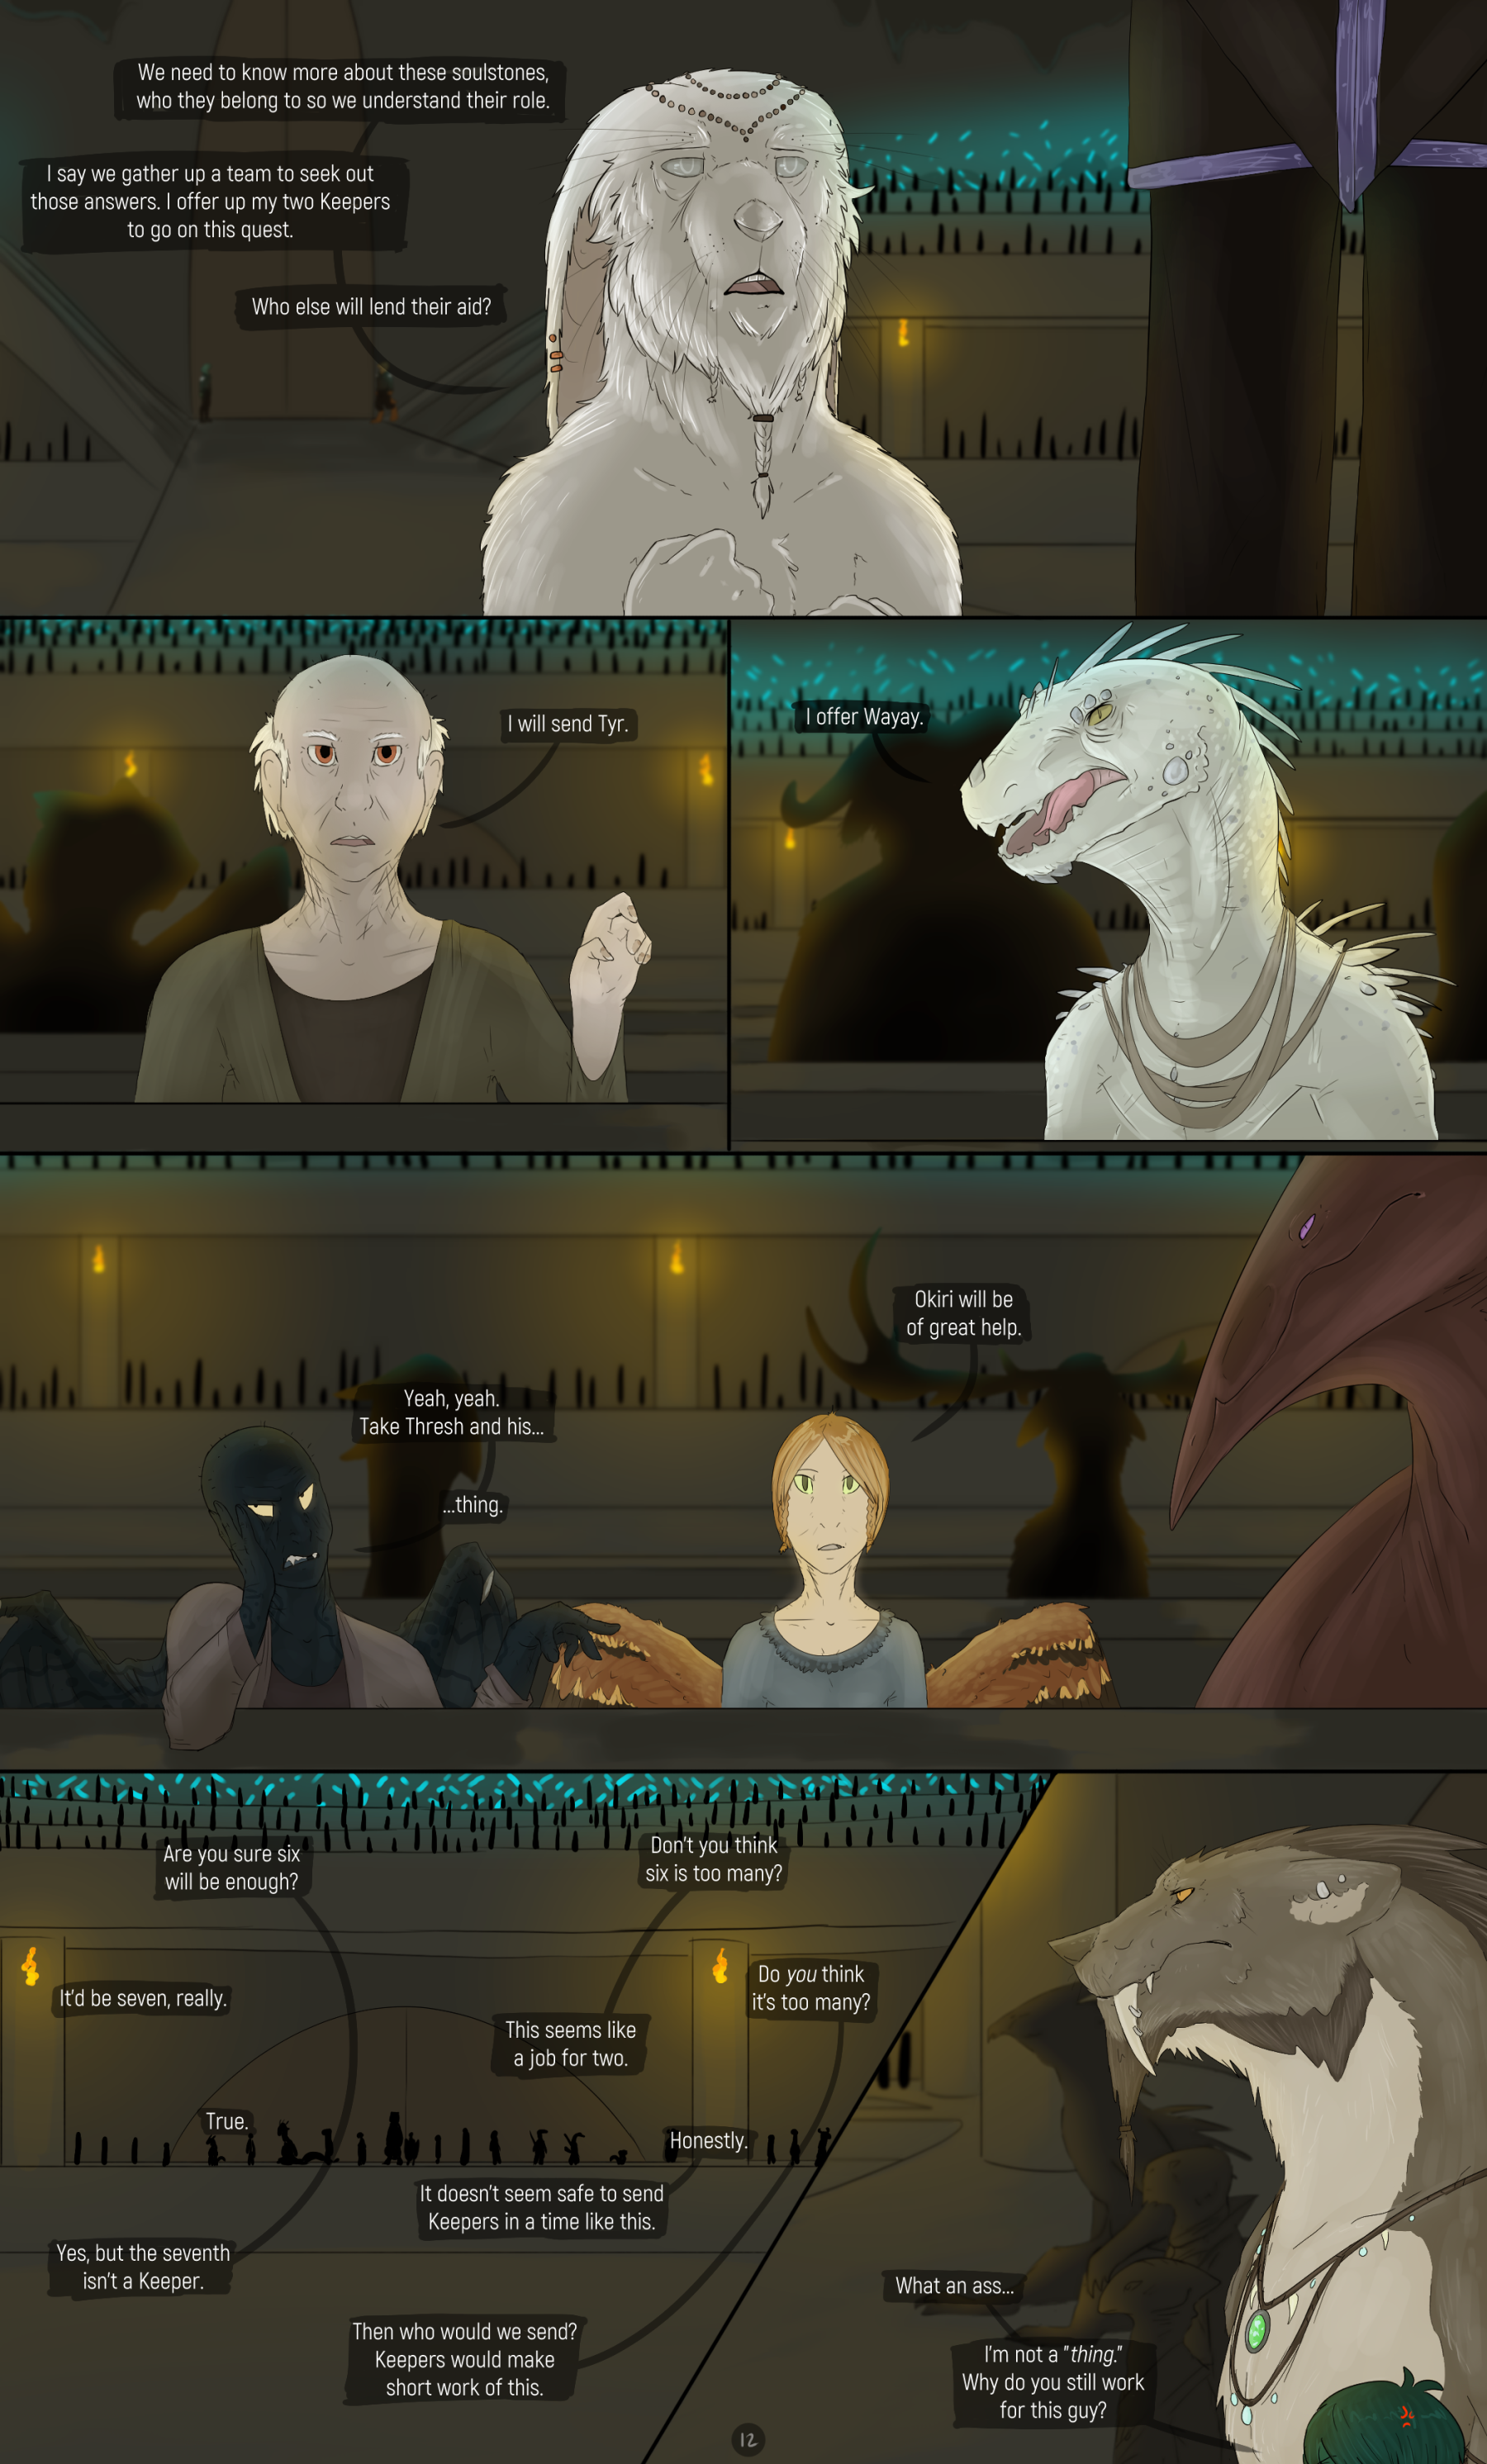 We need to know more about these soulstones,
who they belong to so we understand their role.
I say we gather up a team to seek out
those answers. I offer up my two Keepers
to go on this quest.
Who else will lend their aid?
I will send Tyr.
I offer Wayay.
Okiri will be
of great help.
Yeah, yeah.
Take Thresh and his...
...thing.
Are you sure six
will be enough?
Don't you think
six is too many?
It'd be seven, really.
Do you think
it's too many?
This seems like
a job for two.
True.
Honestly.
It doesn't seem safe to send
Keepers in a time like this.
Yes, but the seventh
isn't a Keeper.
Then who would we send?
Keepers would make
short work of this.
What an ass...
I'm not a "thing."
Why do you still work
for this guy?
12